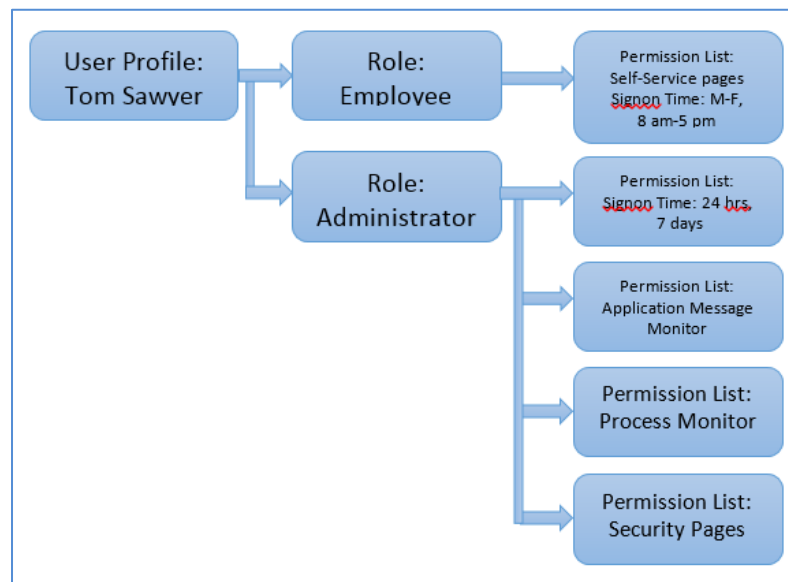 User Profile:
Tom Sawyer
Role:
Employee
Permission List:
Self-Service pages
Signon Time: M-F,
8 am-5 pm
Role:
Administrator
Permission List:
Signon Time: 24 hrs,
7 days
Permission List:
Application Message
Monitor
Permission List:
Process Monitor
Permission List:
Security Pages